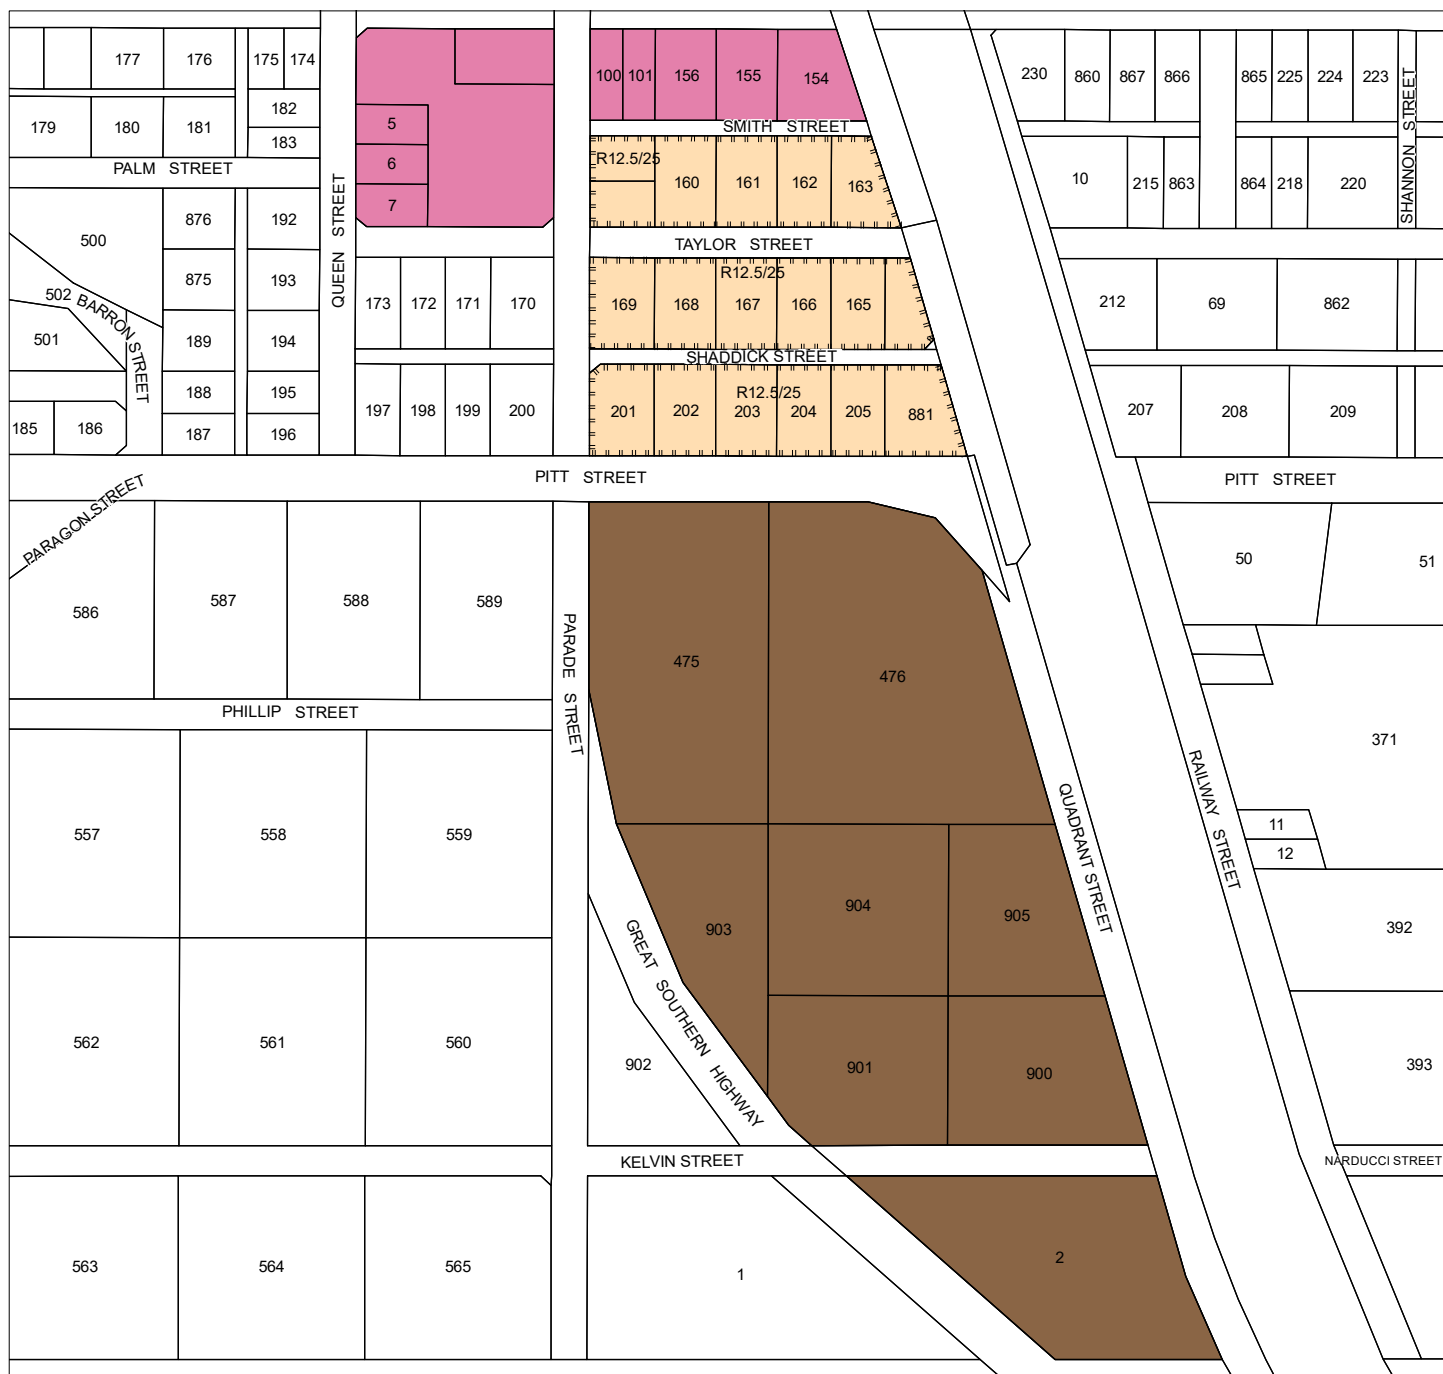 177 176 175 174 100 101 156 155 154 230 860 867 866 865 225 224 223
179 180 181 182 5 SMITH STREET
183 6 R12.5/25
PALM STREET 160 161 162 163 10 215 863 864 218 220 SHANNON STREET
500 876 192 QUEEN STREET 7 TAYLOR STREET
875 193 R12.5/25
502 BARRON STREET 173 172 171 170 169 168 167 166 165 212 69 862
501 189 194 SHADDICK STREET
188 195 R12.5/25
185 186 187 196 197 198 199 200 201 202 203 204 205 881 207 208 209
PITT STREET PITT STREET
PARAGON STREET
50 51
586 587 588 589 PARADE STREET 475 476
PHILLIP STREET
371
557 558 559 QUADRANT STREET RAILWAY STREET 11
12
903 904 905 392
GREAT SOUTHERN HIGHWAY
562 561 560 902 901 900 393
KELVIN STREET NARDUCCI STREET
563 564 565 1 2